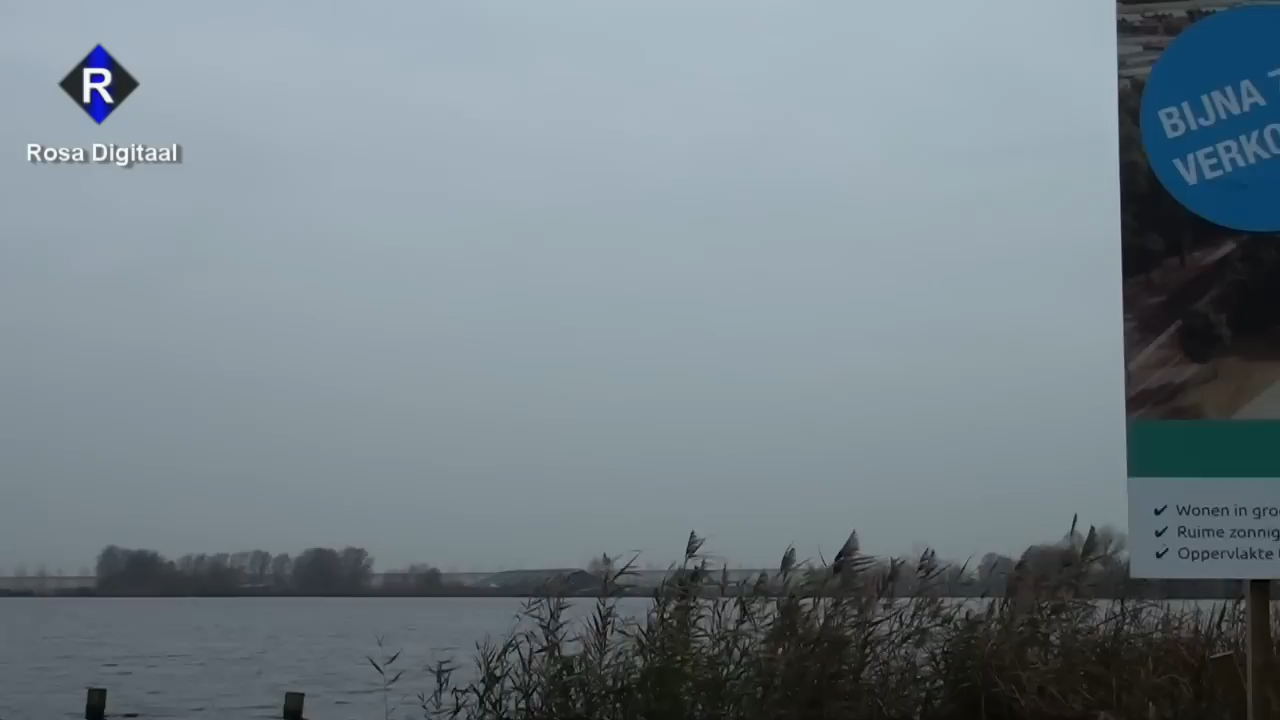 R
Rosa Digitaal
BIJNA
VERKO
✔ Wonen in gro
✔ Ruime zonnig
✔ Oppervlakte